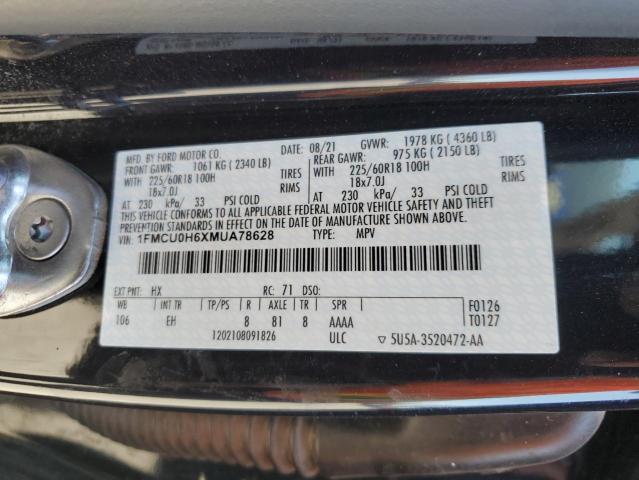 MFD. BY FORD MOTOR CO. DATE: 08/21 GVWR: 1978 KG ( 4360 LB)
FRONT GAWR: 1061 KG ( 2340 LB) REAR GAWR: 975 KG ( 2150 LB)
WITH 225/60R18 100H TIRES WITH 225/60R18 100H TIRES
18x7.0J RIMS 18x7.0J RIMS
AT 230 kPa/ 33 PSI COLD AT 230 kPa/ 33 PSI COLD
THIS VEHICLE CONFORMS TO ALL APPLICABLE FEDERAL MOTOR VEHICLE SAFETY AND THEFT
PREVENTION STANDARDS IN EFFECT ON THE DATE OF MANUFACTURE SHOWN ABOVE.
VIN: 1FMCU0H6XMUA78628 TYPE: MPV
EXT PNT: HX RC: 71 DSO:
WB INT TR TP/PS R AXLE TR SPR F0126
106 EH 8 81 8 AAAA T0127
1202108091826 ULC ▽ 5U5A-3520472-AA